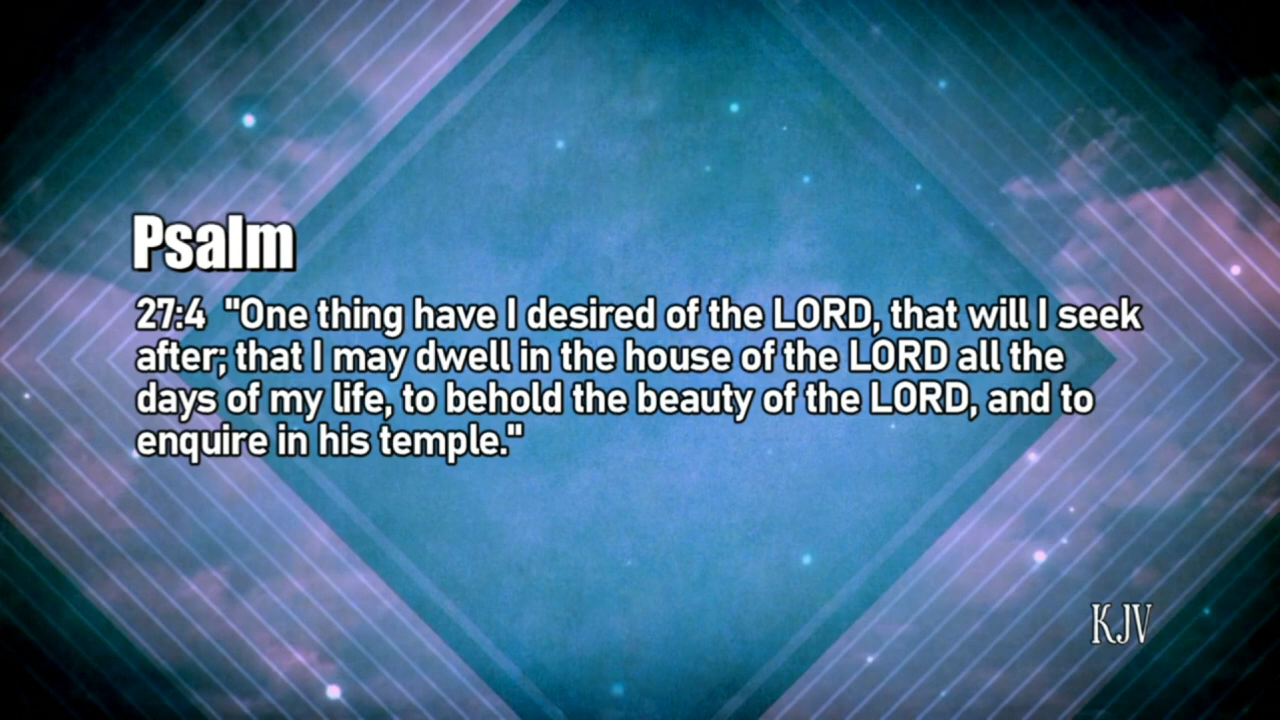 Psalm
27:4 "One thing have I desired of the LORD, that will I seek
after; that I may dwell in the house of the LORD all the
days of my life, to behold the beauty of the LORD, and to
enquire in his temple."
KJV